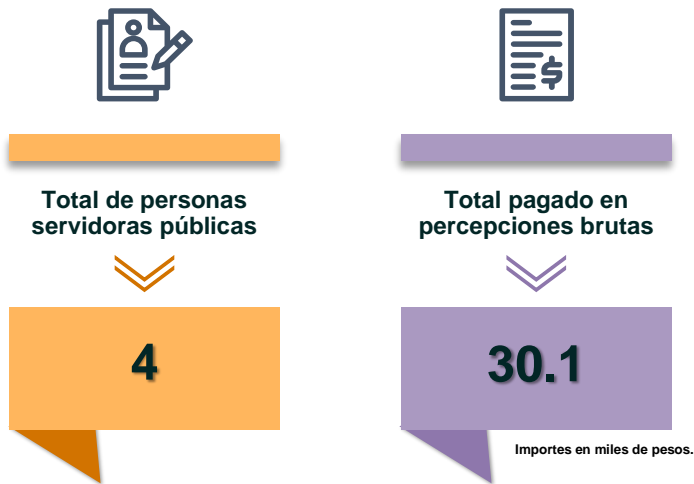 Total de personas
servidoras públicas
4
Total pagado en
percepciones brutas
30.1
Importes en miles de pesos.